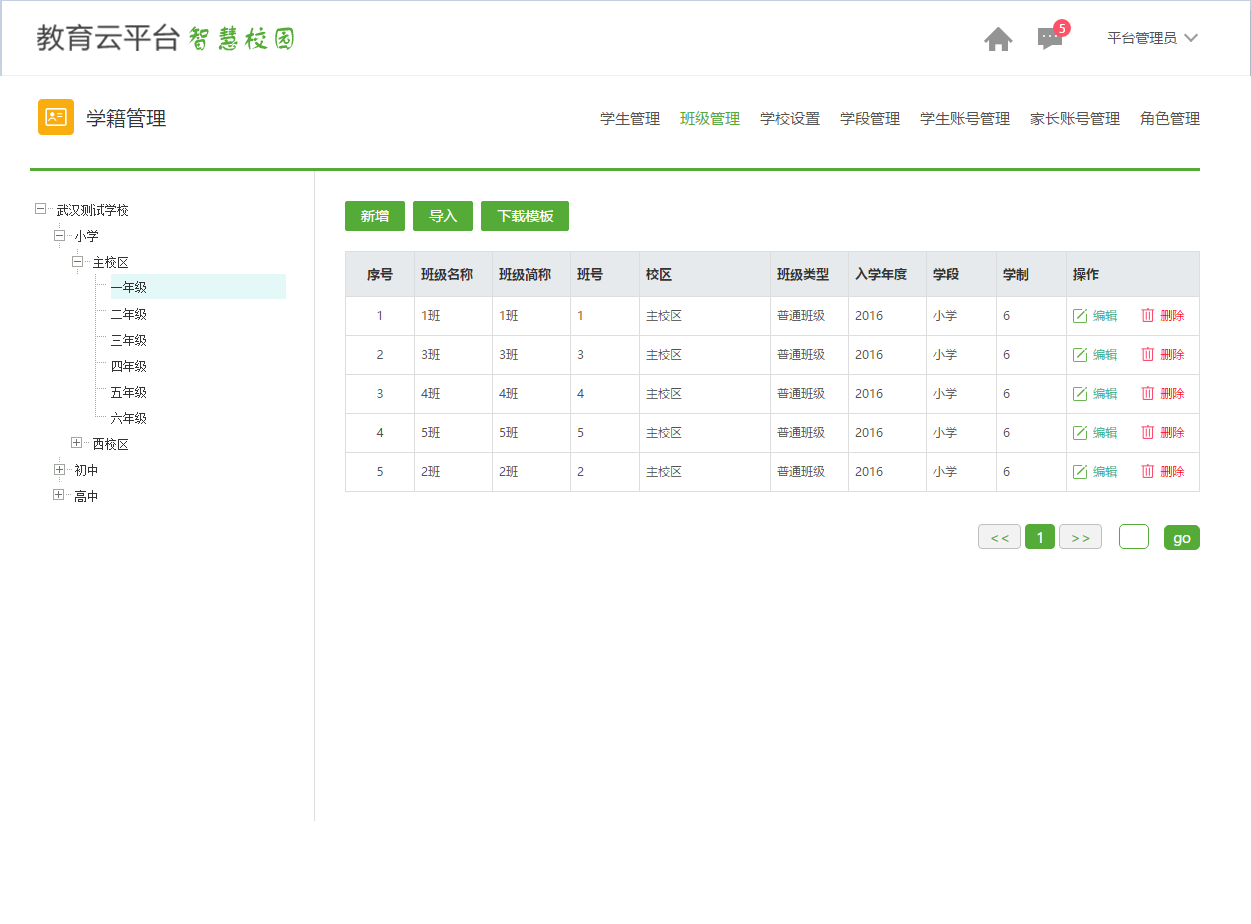 教育云平台 智慧校园
5
平台管理员
学籍管理
学生管理 班级管理 学校设置 学段管理 学生账号管理 家长账号管理 角色管理
武汉测试学校
小学
主校区
一年级
二年级
三年级
四年级
五年级
六年级
西校区
初中
高中
新增 导入 下载模板
序号 班级名称 班级简称 班号 校区 班级类型 入学年度 学段 学制 操作
1 1班 1班 1 主校区 普通班级 2016 小学 6 编辑 删除
2 3班 3班 3 主校区 普通班级 2016 小学 6 编辑 删除
3 4班 4班 4 主校区 普通班级 2016 小学 6 编辑 删除
4 5班 5班 5 主校区 普通班级 2016 小学 6 编辑 删除
5 2班 2班 2 主校区 普通班级 2016 小学 6 编辑 删除
<< 1 >> go